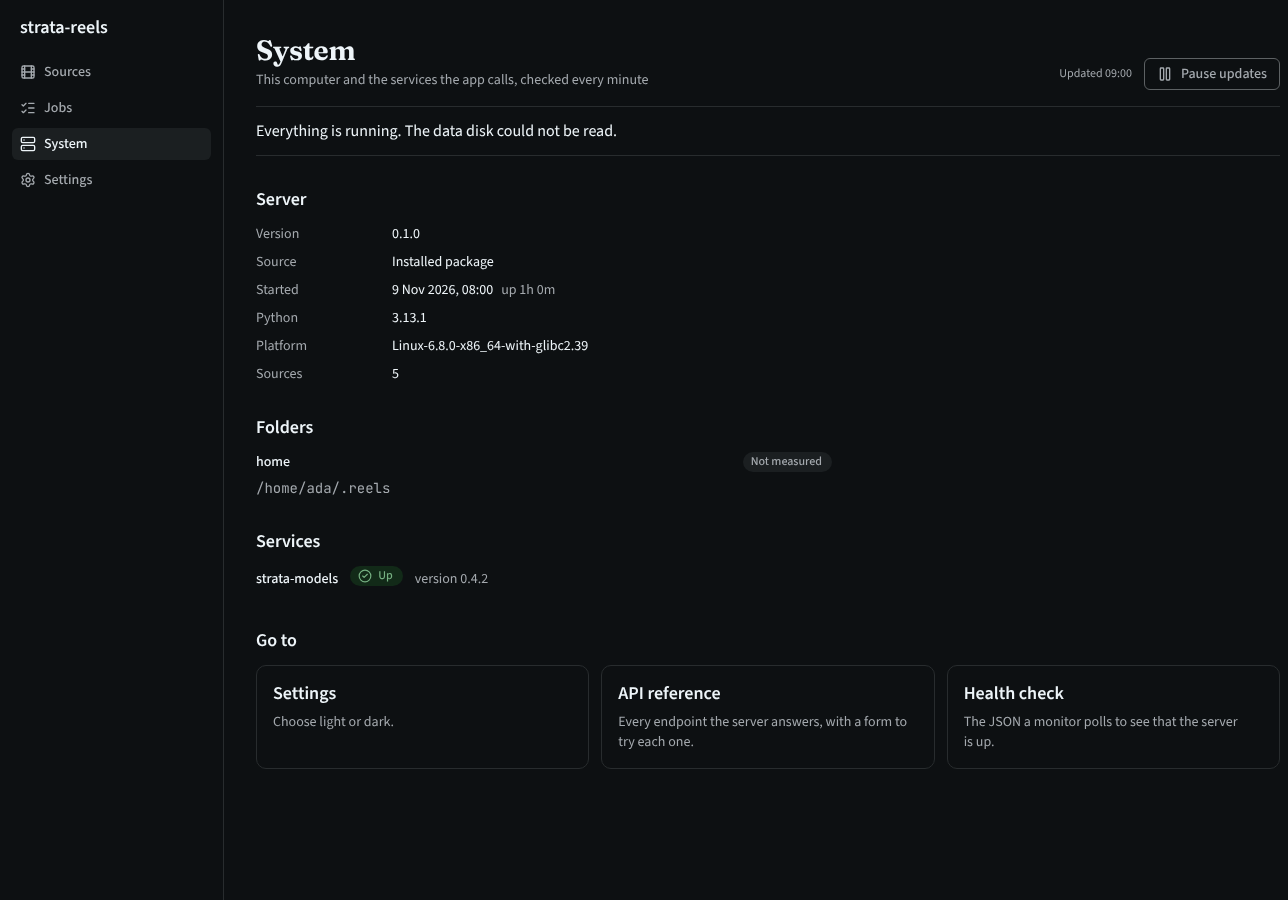 strata-reels
Sources
Jobs
System
Settings
System
This computer and the services the app calls, checked every minute
Updated 09:00
Pause updates
Everything is running. The data disk could not be read.
Server
Version 0.1.0
Source Installed package
Started 9 Nov 2026, 08:00 up 1h 0m
Python 3.13.1
Platform Linux-6.8.0-x86_64-with-glibc2.39
Sources 5
Folders
home Not measured
/home/ada/.reels
Services
strata-models Up version 0.4.2
Go to
Settings
Choose light or dark.
API reference
Every endpoint the server answers, with a form to
try each one.
Health check
The JSON a monitor polls to see that the server
is up.